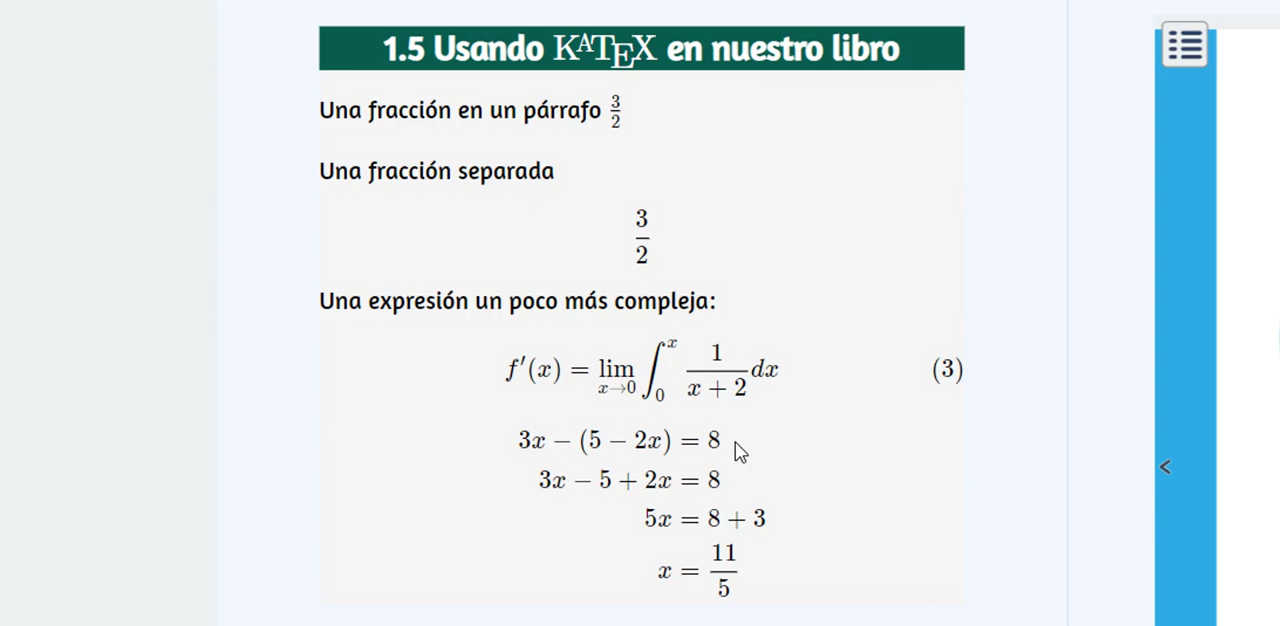 1.5 Usando KATEX en nuestro libro
Una fracción en un párrafo 3/2
Una fracción separada
3/2
Una expresión un poco más compleja:
f′(x) = lim x→0 ∫₀ˣ 1/(x + 2) dx (3)
3x − (5 − 2x) = 8
3x − 5 + 2x = 8
5x = 8 + 3
x = 11/5
<